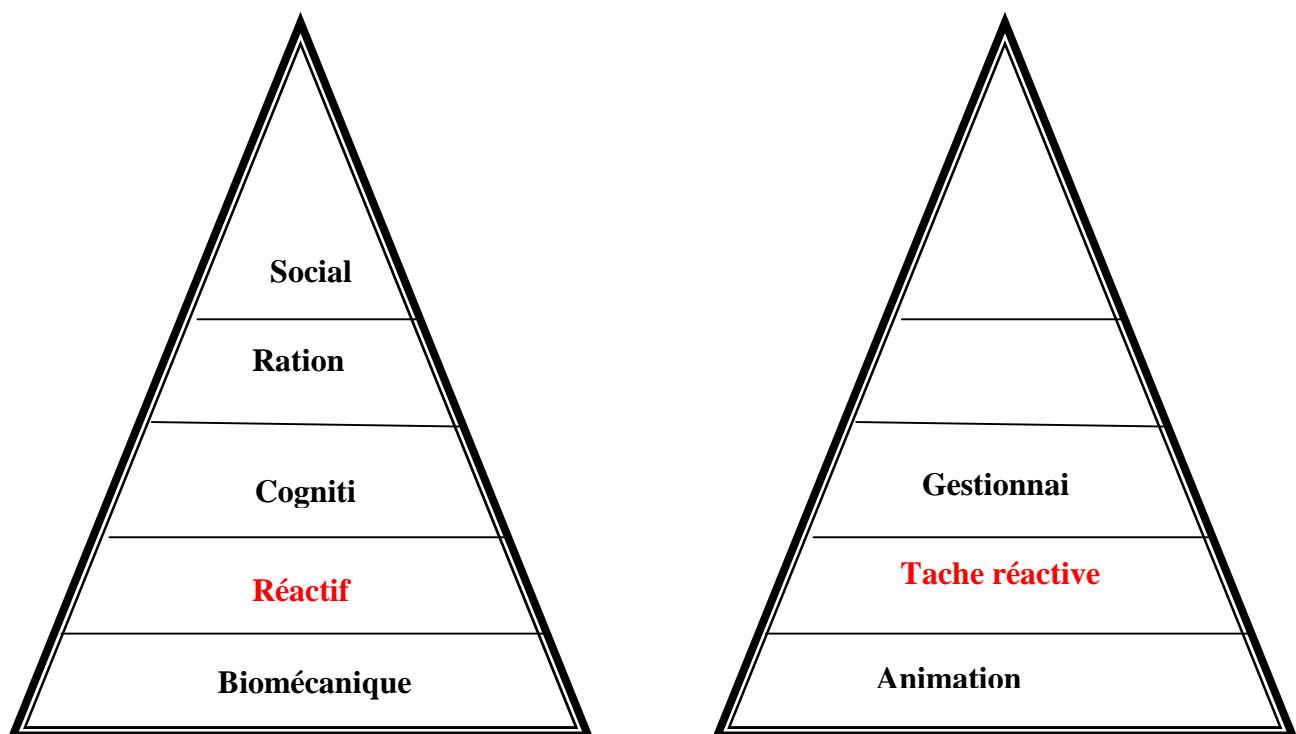 Social
Ration
Cogniti
Réactif
Biomécanique
Gestionnai
Tache réactive
Animation